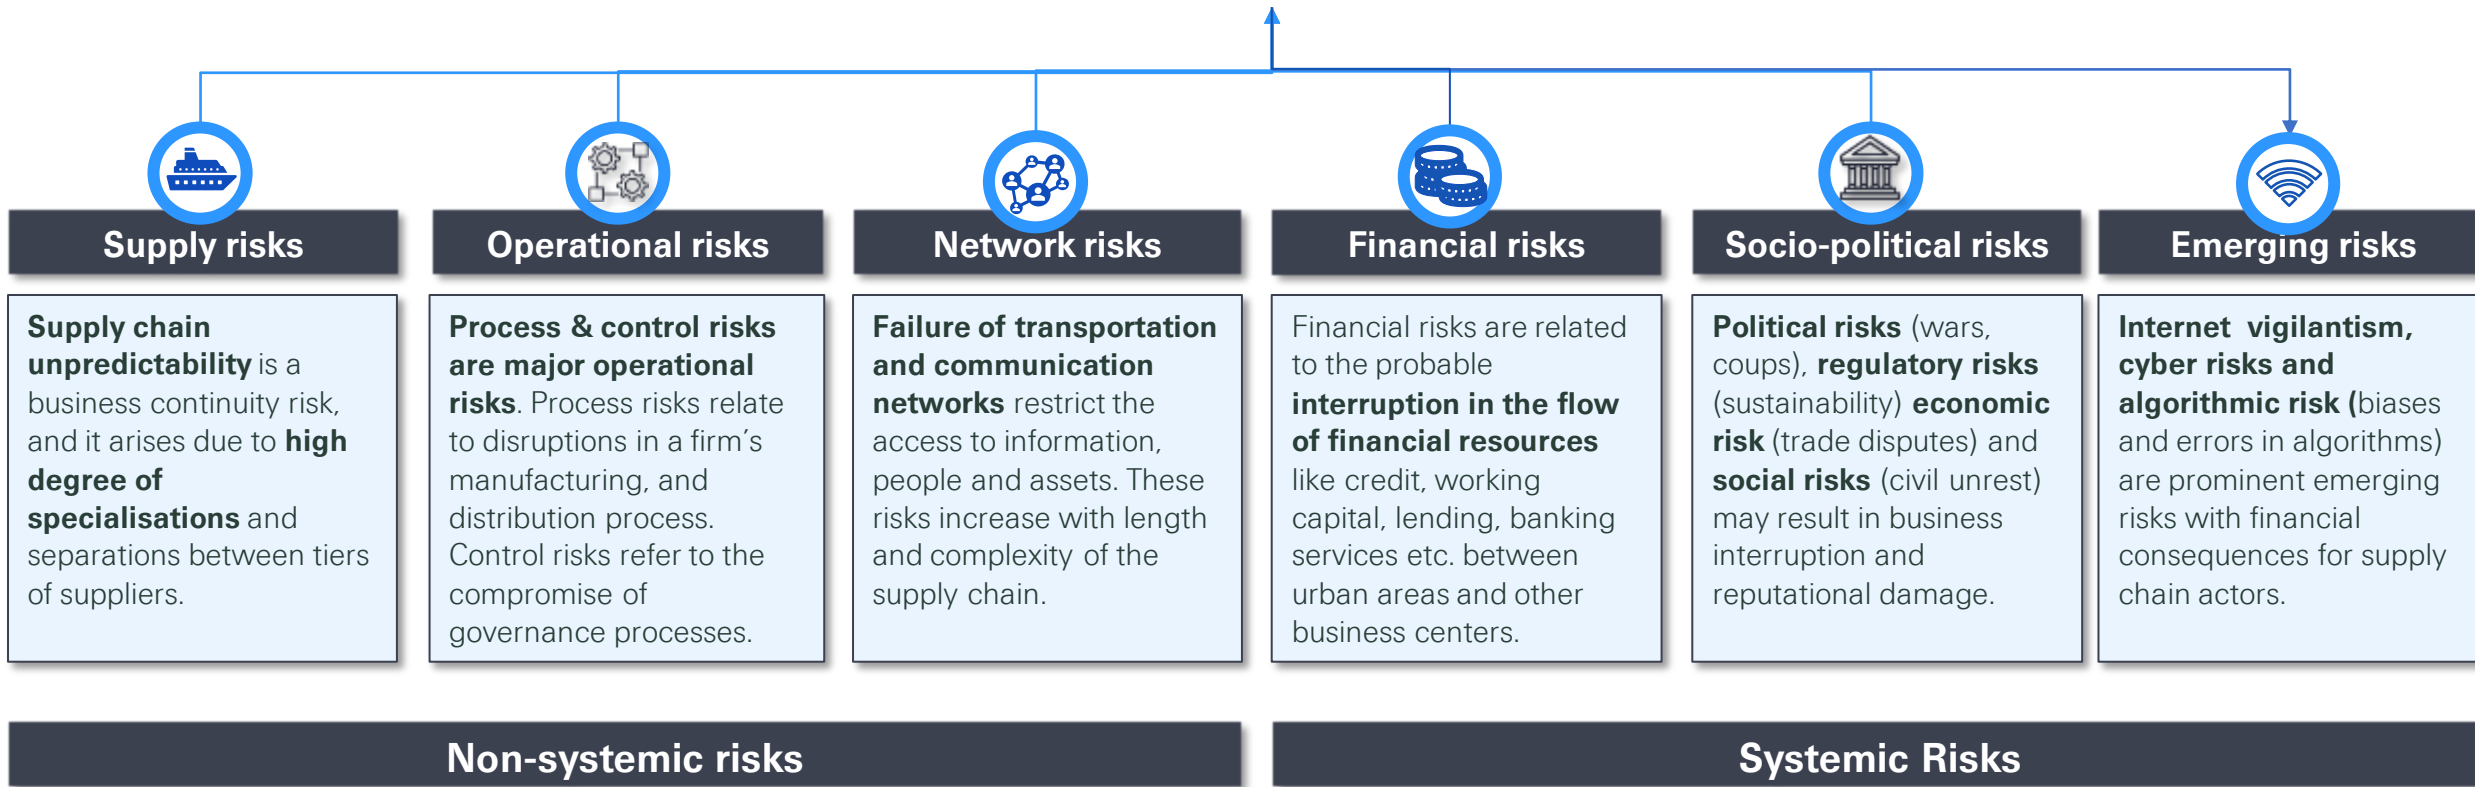 Supply risks
Supply chain
unpredictability is a
business continuity risk,
and it arises due to high
degree of
specialisations and
separations between tiers
of suppliers.
Operational risks
Process & control risks
are major operational
risks. Process risks relate
to disruptions in a firm's
manufacturing, and
distribution process.
Control risks refer to the
compromise of
governance processes.
Network risks
Failure of transportation
and communication
networks restrict the
access to information,
people and assets. These
risks increase with length
and complexity of the
supply chain.
Financial risks
Financial risks are related
to the probable
interruption in the flow
of financial resources
like credit, working
capital, lending, banking
services etc. between
urban areas and other
business centers.
Socio-political risks
Political risks (wars,
coups), regulatory risks
(sustainability) economic
risk (trade disputes) and
social risks (civil unrest)
may result in business
interruption and
reputational damage.
Emerging risks
Internet vigilantism,
cyber risks and
algorithmic risk (biases
and errors in algorithms)
are prominent emerging
risks with financial
consequences for supply
chain actors.
Non-systemic risks
Systemic Risks